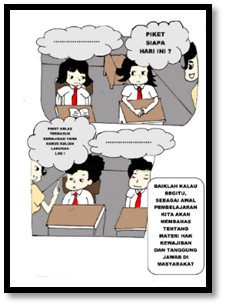 ........................
PIKET
SIAPA
HARI INI ?
PIKET KELAS
TERMASUK
KEWAJIBAN YANG
HARUS KALIAN
LAKUKAN
........................
BAIKLAH KALAU
BEGITU,
SEBAGAI AWAL
PEMBELAJARAN
KITA AKAN
MEMBAHAS
TENTANG
MATERI HAK
KEWAJIBAN
DAN TANGGUNG
JAWAB DI
MASYARAKAT